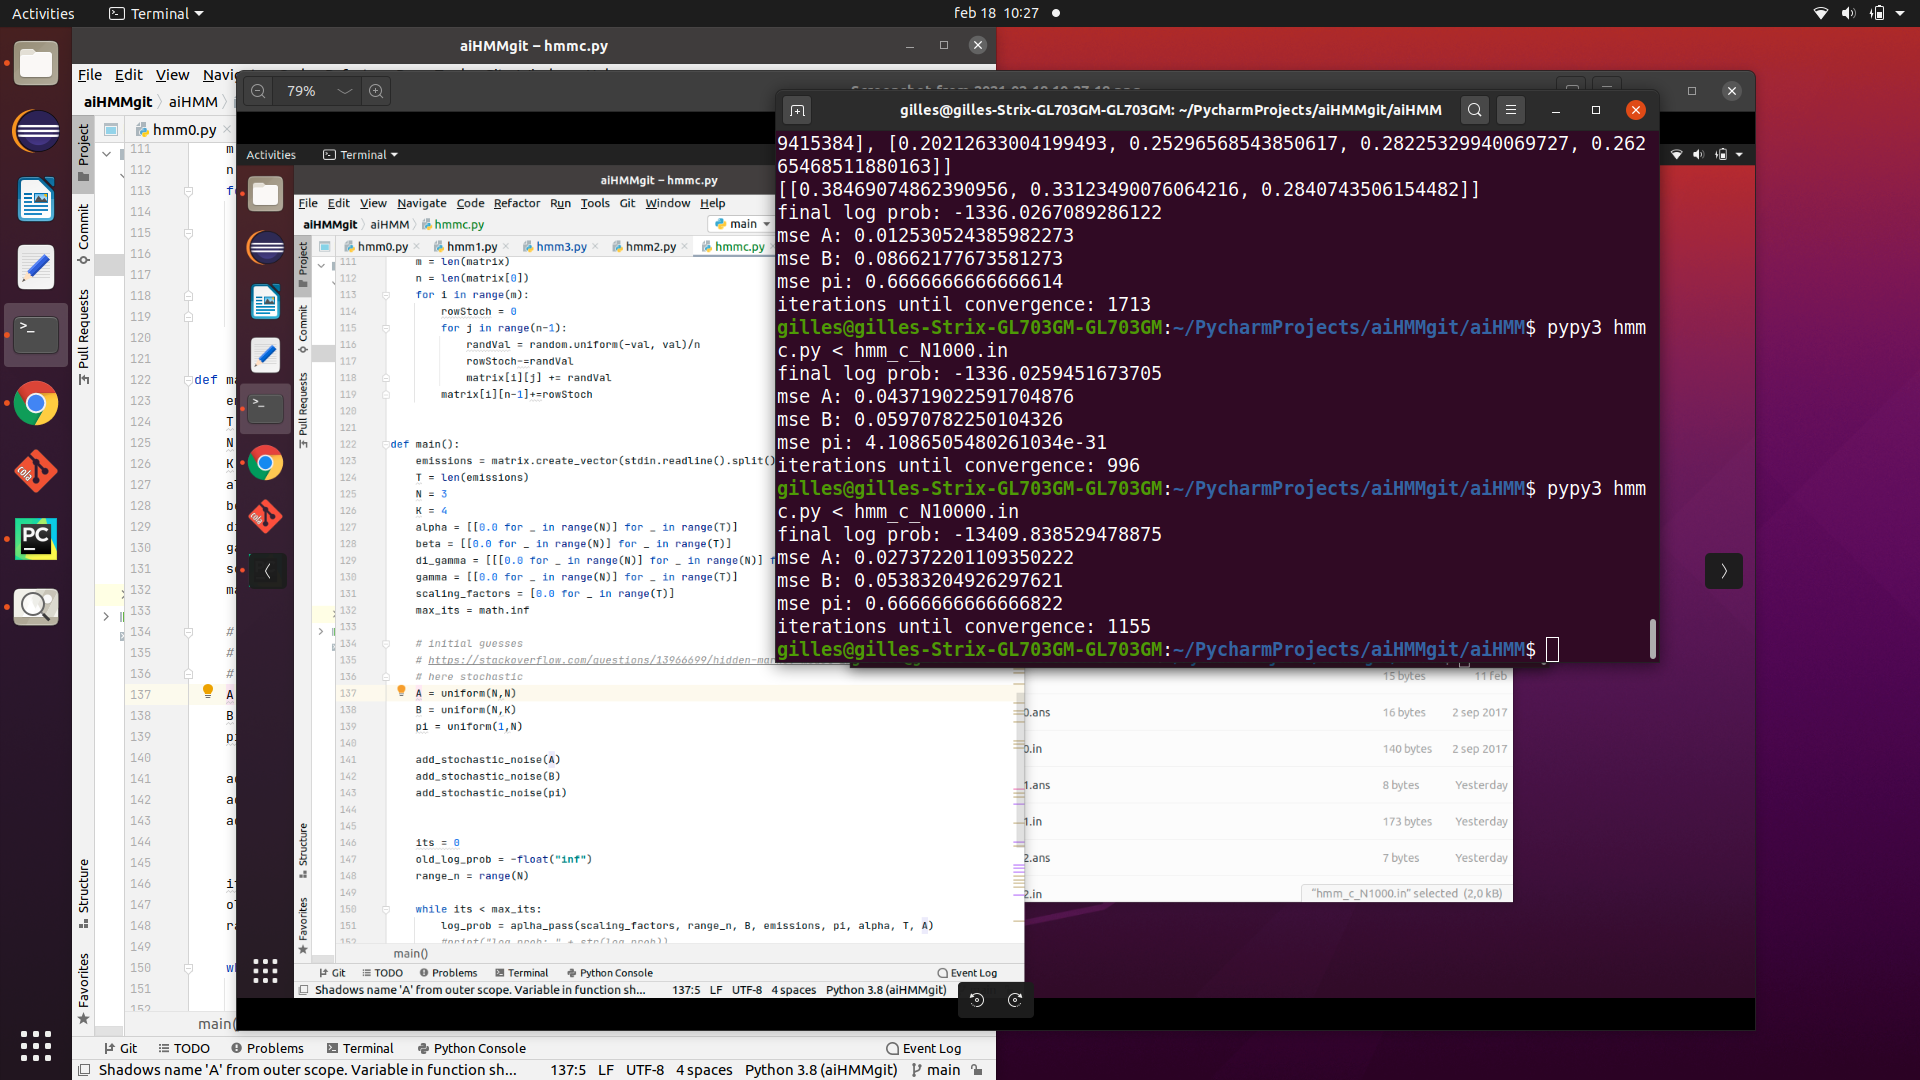 Activities
Terminal
feb 18 10:27
aiHMMgit – hmmc.py
File Edit View
aiHMMgit
aiHMM
hmm0.py
Project
Commit
Pull Requests
Structure
Favorites
111
112
113
114
115
116
117
118
119
120
121
122
123
124
125
126
127
128
129
130
131
132
133
134
135
136
137
138
139
140
141
142
143
144
145
146
147
148
149
150
151
152
main(
Git
TODO
Problems
Terminal
Python Console
Event Log
Shadows name 'A' from outer scope. Variable in function sh...
137:5 LF UTF-8 4 spaces Python 3.8 (aiHMMgit) main
79%
Activities
Terminal
aiHMMgit – hmmc.py
File Edit View Navigate Code Refactor Run Tools Git Window Help
aiHMMgit aiHMM hmmc.py
main
hmm0.py hmm1.py hmm3.py hmm2.py hmmc.py
Project
Commit
Pull Requests
Structure
Favorites
111 m = len(matrix)
112 n = len(matrix[0])
113 for i in range(m):
114 rowStoch = 0
115 for j in range(n-1):
116 randVal = random.uniform(-val, val)/n
117 rowStoch-=randVal
118 matrix[i][j] += randVal
119 matrix[i][n-1]+=rowStoch
120
121
122 def main():
123 emissions = matrix.create_vector(stdin.readline().split()
124 T = len(emissions)
125 N = 3
126 K = 4
127 alpha = [[0.0 for _ in range(N)] for _ in range(T)]
128 beta = [[0.0 for _ in range(N)] for _ in range(T)]
129 di_gamma = [[[0.0 for _ in range(N)] for _ in range(N)] f
130 gamma = [[0.0 for _ in range(N)] for _ in range(T)]
131 scaling_factors = [0.0 for _ in range(T)]
132 max_its = math.inf
133
134 # initial guesses
135 # https://stackoverflow.com/questions/13966699/hidden-mar
136 # here stochastic
137 A = uniform(N,N)
138 B = uniform(N,K)
139 pi = uniform(1,N)
140
141 add_stochastic_noise(A)
142 add_stochastic_noise(B)
143 add_stochastic_noise(pi)
144
145
146 its = 0
147 old_log_prob = -float("inf")
148 range_n = range(N)
149
150 while its < max_its:
151 log_prob = aplha_pass(scaling_factors, range_n, B, emissions, pi, alpha, T, A)
152 #print("log prob: " + str(log_prob))
main()
Git TODO Problems Terminal Python Console Event Log
Shadows name 'A' from outer scope. Variable in function sh... 137:5 LF UTF-8 4 spaces Python 3.8 (aiHMMgit)
gilles@gilles-Strix-GL703GM-GL703GM: ~/PycharmProjects/aiHMMgit/aiHMM
9415384], [0.20212633004199493, 0.25296568543850617, 0.28225329940069727, 0.262
65468511880163]]
[[0.38469074862390956, 0.33123490076064216, 0.2840743506154482]]
final log prob: -1336.0267089286122
mse A: 0.012530524385982273
mse B: 0.08662177673581273
mse pi: 0.6666666666666614
iterations until convergence: 1713
gilles@gilles-Strix-GL703GM-GL703GM:~/PycharmProjects/aiHMMgit/aiHMM$ pypy3 hmm
c.py < hmm_c_N1000.in
final log prob: -1336.0259451673705
mse A: 0.043719022591704876
mse B: 0.05970782250104326
mse pi: 4.1086505480261034e-31
iterations until convergence: 996
gilles@gilles-Strix-GL703GM-GL703GM:~/PycharmProjects/aiHMMgit/aiHMM$ pypy3 hmm
c.py < hmm_c_N10000.in
final log prob: -13409.838529478875
mse A: 0.027372201109350222
mse B: 0.05383204926297621
mse pi: 0.6666666666666822
iterations until convergence: 1155
gilles@gilles-Strix-GL703GM-GL703GM:~/PycharmProjects/aiHMMgit/aiHMM$
15 bytes 11 feb
0.ans 16 bytes 2 sep 2017
0.in 140 bytes 2 sep 2017
1.ans 8 bytes Yesterday
1.in 173 bytes Yesterday
2.ans 7 bytes Yesterday
2.in
"hmm_c_N1000.in" selected (2,0 kB)